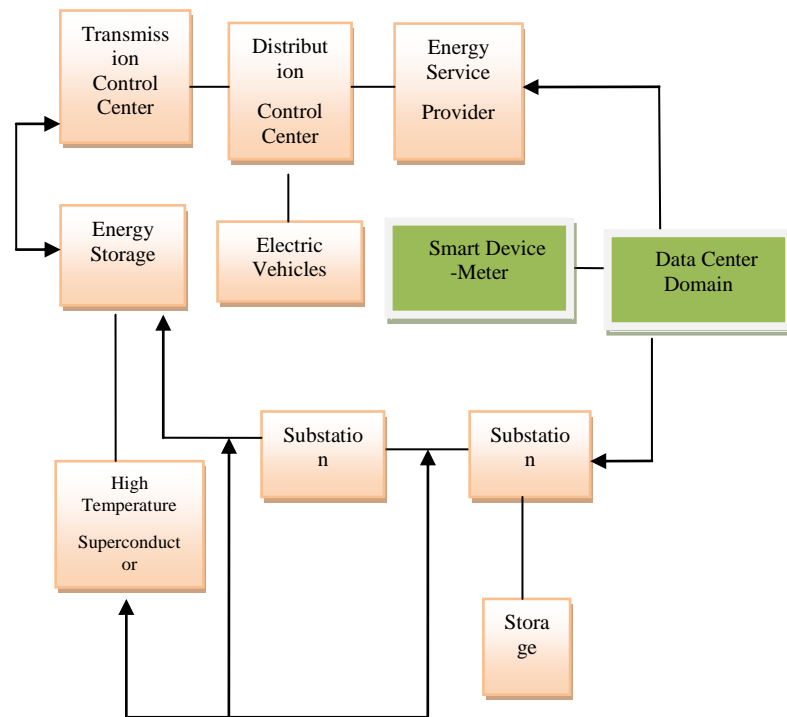 Transmiss
ion
Control
Center
Distribut
ion
Control
Center
Energy
Service
Provider
Energy
Storage
Electric
Vehicles
Smart Device
-Meter
Data Center
Domain
Substatio
n
Substatio
n
High
Temperature
Superconduct
or
Stora
ge